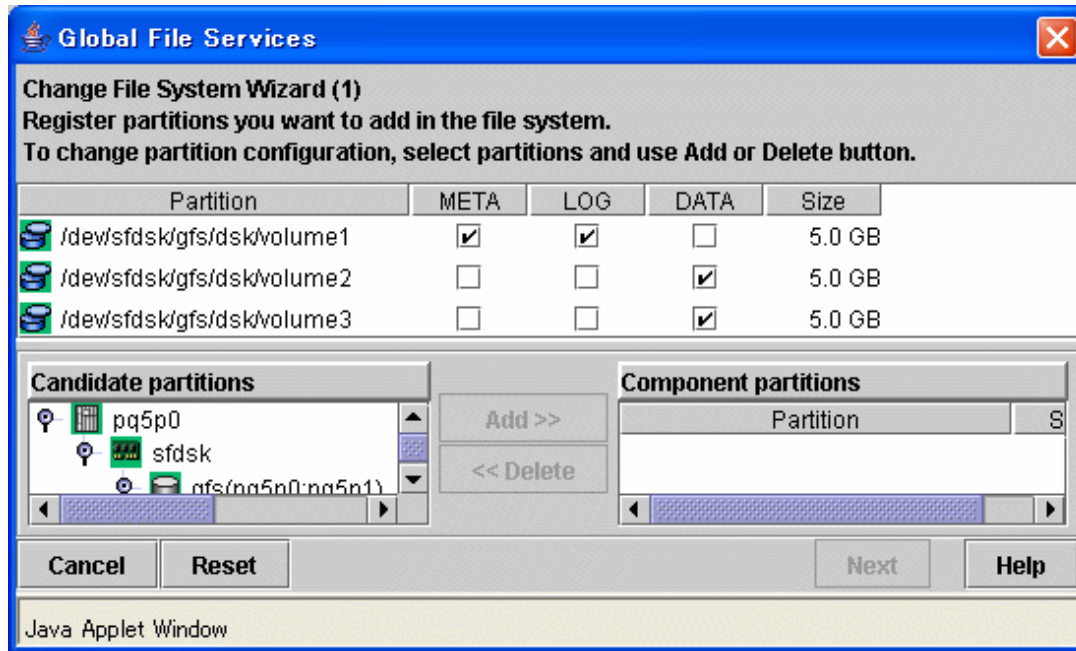 Global File Services
Change File System Wizard (1)
Register partitions you want to add in the file system.
To change partition configuration, select partitions and use Add or Delete button.
Partition META LOG DATA Size
/dev/sfdsk/gfs/dsk/volume1 5.0 GB
/dev/sfdsk/gfs/dsk/volume2 5.0 GB
/dev/sfdsk/gfs/dsk/volume3 5.0 GB
Candidate partitions
pq5p0
sfdsk
gfs(pq5p0:pq5p1)
Add >>
<< Delete
Component partitions
Partition S
Cancel Reset Next Help
Java Applet Window